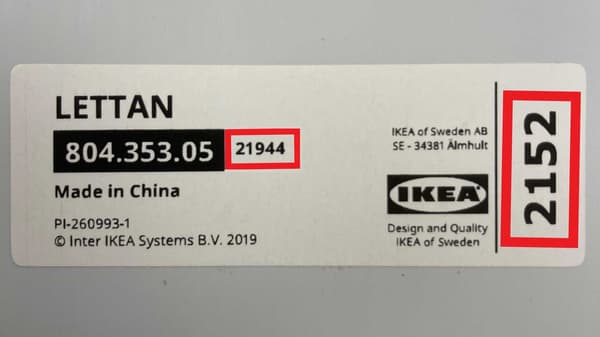 LETTAN
804.353.05 21944
Made in China
PI-260993-1
© Inter IKEA Systems B.V. 2019
IKEA of Sweden AB
SE - 34381 Älmhult
IKEA
Design and Quality
IKEA of Sweden
2152